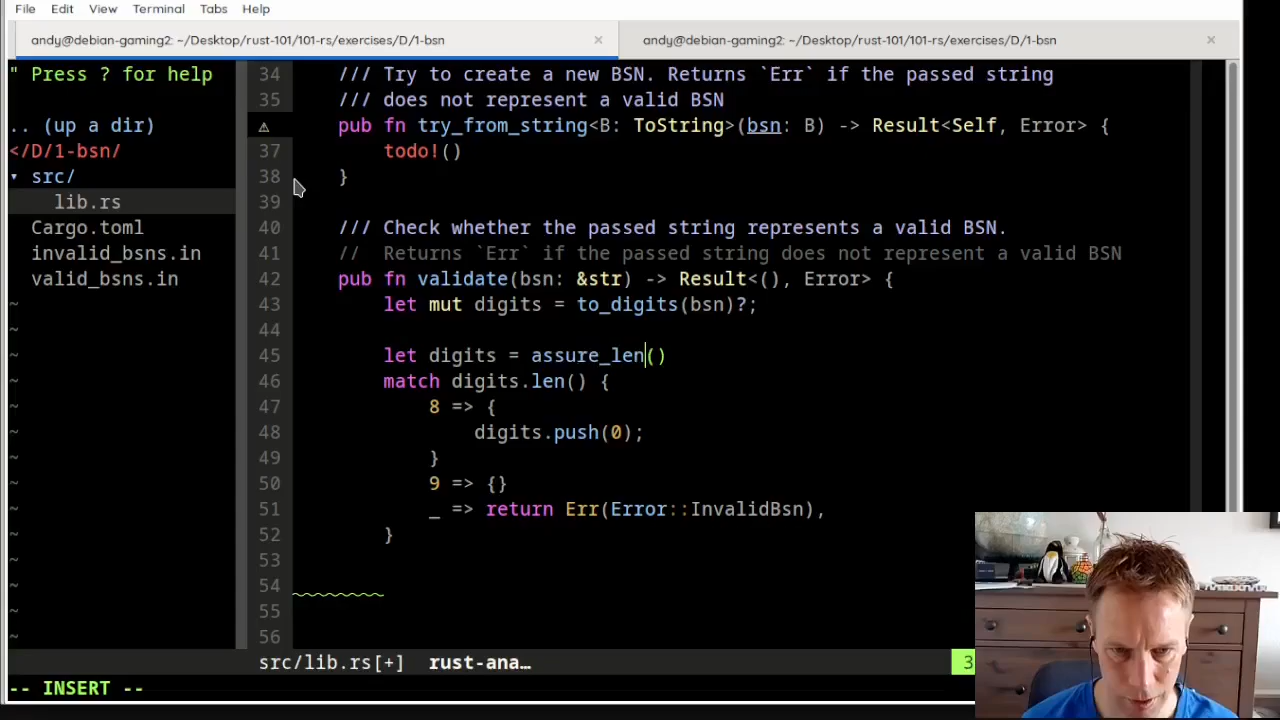 File Edit View Terminal Tabs Help
andy@debian-gaming2: ~/Desktop/rust-101/101-rs/exercises/D/1-bsn
andy@debian-gaming2: ~/Desktop/rust-101/101-rs/exercises/D/1-bsn
" Press ? for help
.. (up a dir)
</D/1-bsn/
▾ src/
lib.rs
Cargo.toml
invalid_bsns.in
valid_bsns.in
~
~
~
~
~
~
~
~
~
~
~
~
~
~
34 /// Try to create a new BSN. Returns `Err` if the passed string
35 /// does not represent a valid BSN
⚠ pub fn try_from_string<B: ToString>(bsn: B) -> Result<Self, Error> {
37 todo!()
38 }
39
40 /// Check whether the passed string represents a valid BSN.
41 // Returns `Err` if the passed string does not represent a valid BSN
42 pub fn validate(bsn: &str) -> Result<(), Error> {
43 let mut digits = to_digits(bsn)?;
44
45 let digits = assure_len()
46 match digits.len() {
47 8 => {
48 digits.push(0);
49 }
50 9 => {}
51 _ => return Err(Error::InvalidBsn),
52 }
53
54
55
56
src/lib.rs[+] rust-ana… 3
-- INSERT --